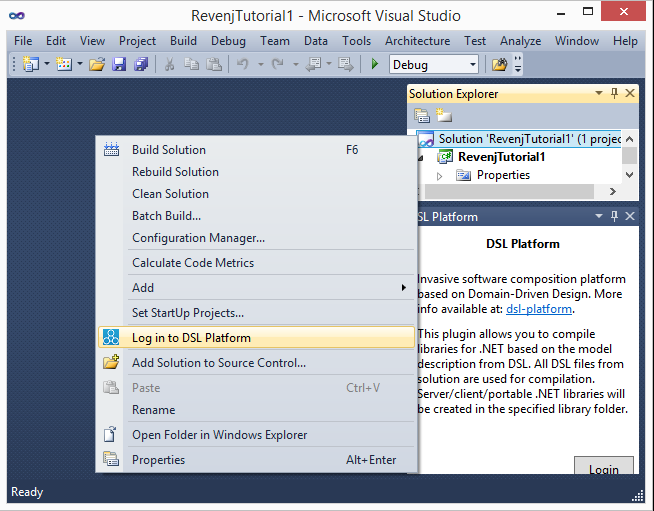 RevenjTutorial1 - Microsoft Visual Studio
File Edit View Project Build Debug Team Data Tools Architecture Test Analyze Window Help
Debug
Solution Explorer
Solution 'RevenjTutorial1' (1 projec
RevenjTutorial1
Properties
Build Solution F6
Rebuild Solution
Clean Solution
Batch Build...
Configuration Manager...
Calculate Code Metrics
Add
Set StartUp Projects...
Log in to DSL Platform
Add Solution to Source Control...
Paste Ctrl+V
Rename
Open Folder in Windows Explorer
Properties Alt+Enter
SL Platform
DSL Platform
Invasive software composition platform
based on Domain-Driven Design. More
info available at: dsl-platform.
This plugin allows you to compile
libraries for .NET based on the model
description from DSL. All DSL files from
solution are used for compilation.
Server/client/portable .NET libraries will
be created in the specified library folder.
Login
Ready